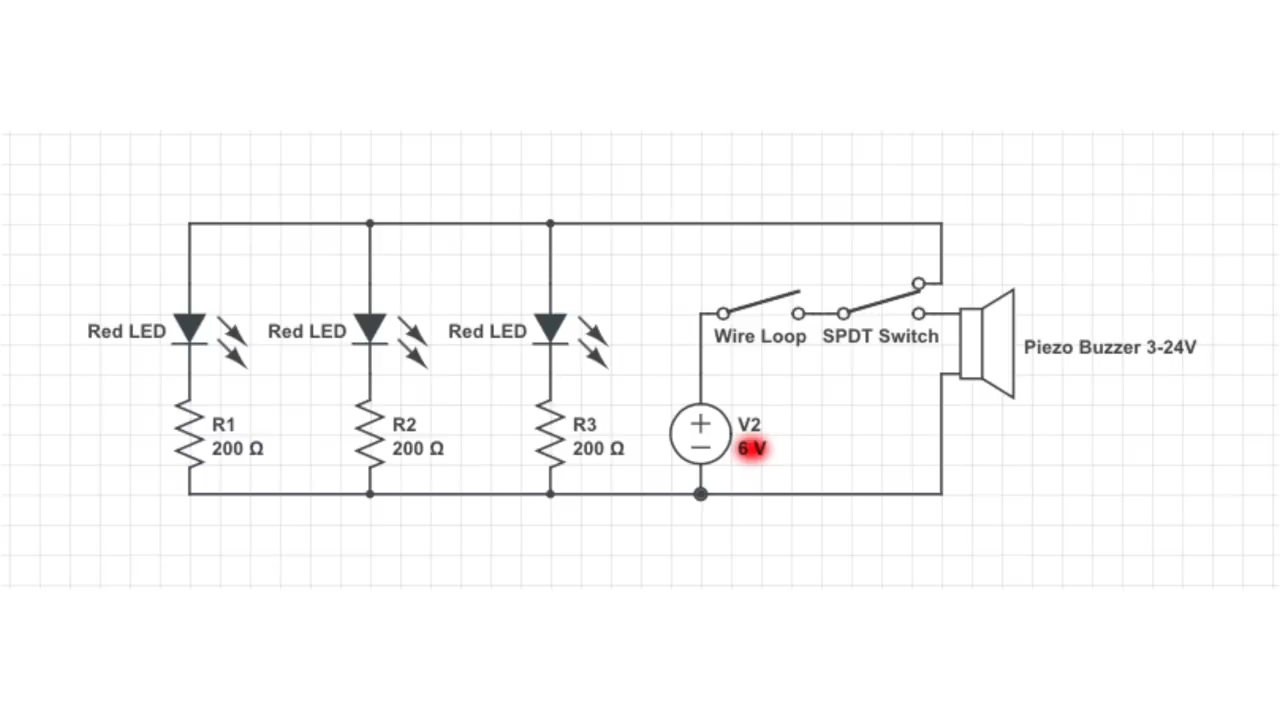 Red LED
Red LED
Red LED
Wire Loop
SPDT Switch
Piezo Buzzer 3-24V
R1
200 Ω
R2
200 Ω
R3
200 Ω
V2
6 V